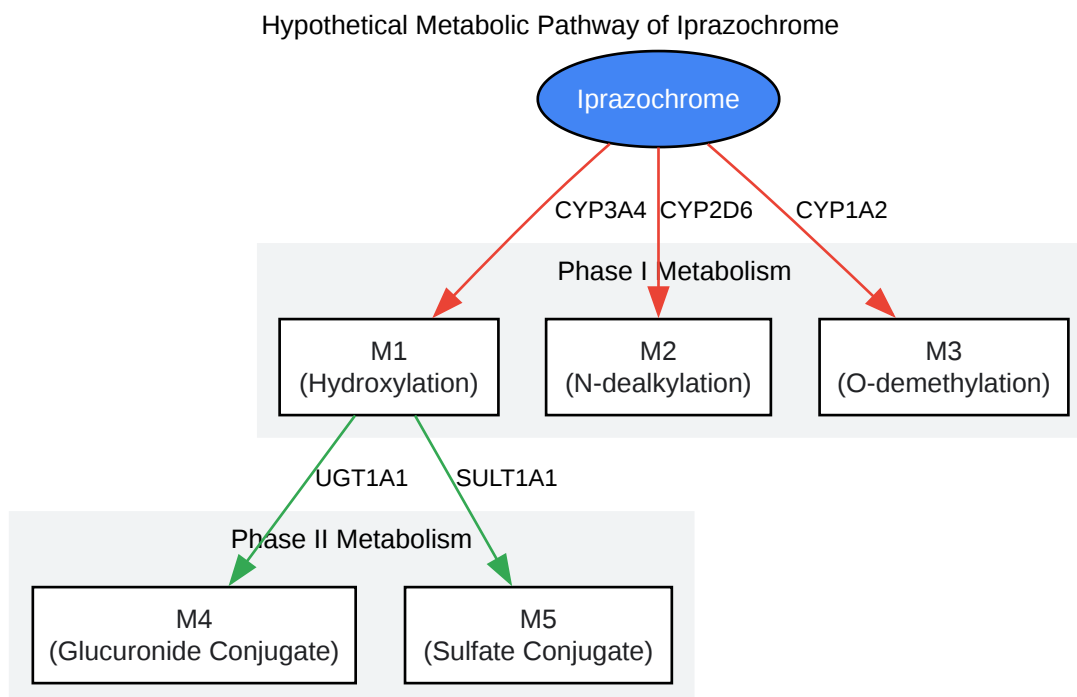 Hypothetical Metabolic Pathway of Iprazochrome
Iprazochrome
CYP3A4
CYP2D6
CYP1A2
Phase I Metabolism
M1
(Hydroxylation)
M2
(N-dealkylation)
M3
(O-demethylation)
UGT1A1
SULT1A1
Phase II Metabolism
M4
(Glucuronide Conjugate)
M5
(Sulfate Conjugate)